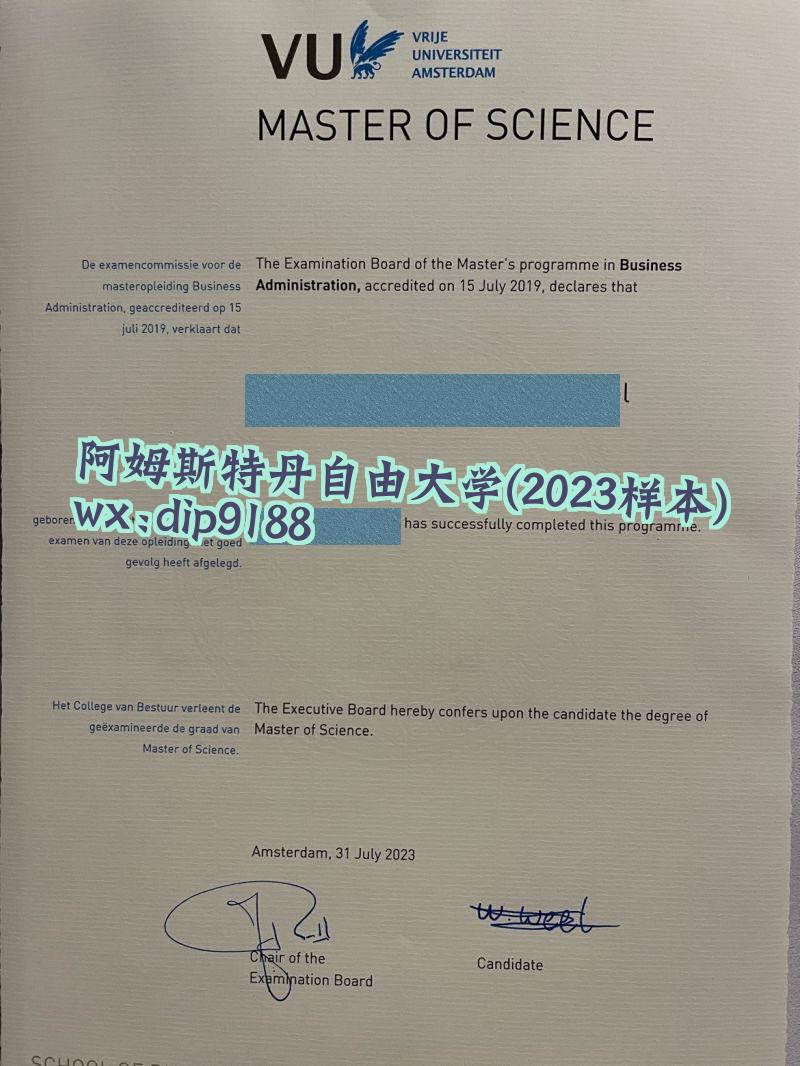 VU VRIJE
UNIVERSITEIT
AMSTERDAM
MASTER OF SCIENCE
De examencommissie voor de
masteropleiding Business
Administration, geaccrediteerd op 15
juli 2019, verklaart dat
The Examination Board of the Master's programme in Business
Administration, accredited on 15 July 2019, declares that
l
阿姆斯特丹自由大学(2023样本)
wx:dip9188
geboren
examen van deze opleiding met goed
gevolg heeft afgelegd.
has successfully completed this programme.
Het College van Bestuur verleent de
geëxamineerde de graad van
Master of Science.
The Executive Board hereby confers upon the candidate the degree of
Master of Science.
Amsterdam, 31 July 2023
Chair of the
Examination Board
Candidate